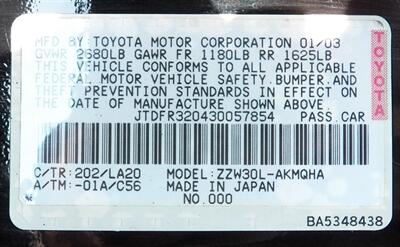 MFD BY:TOYOTA MOTOR CORPORATION 01/03
GVWR 2680LB GAWR FR 1180LB RR 1625LB
THIS VEHICLE CONFORMS TO ALL APPLICABLE
FEDERAL MOTOR VEHICLE SAFETY, BUMPER, AND
THEFT PREVENTION STANDARDS IN EFFECT ON
THE DATE OF MANUFACTURE SHOWN ABOVE.
JTDFR320430057854 PASS.CAR
TOYOTA
C/TR:202/LA20 MODEL:ZZW30L-AKMQHA
A/TM:-01A/C56 MADE IN JAPAN
NO.000
BA5348438